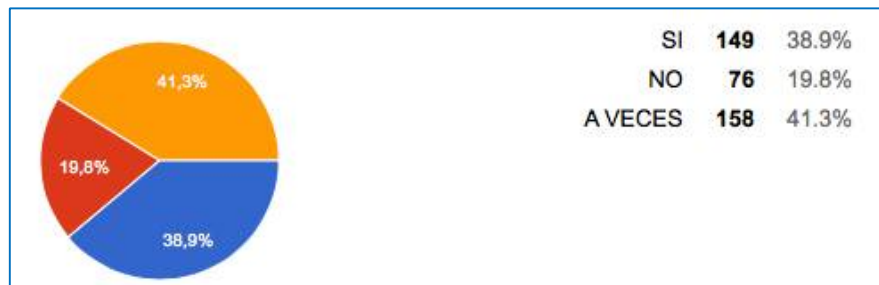 41,3%
19,8%
38,9%
SI 149 38.9%
NO 76 19.8%
A VECES 158 41.3%